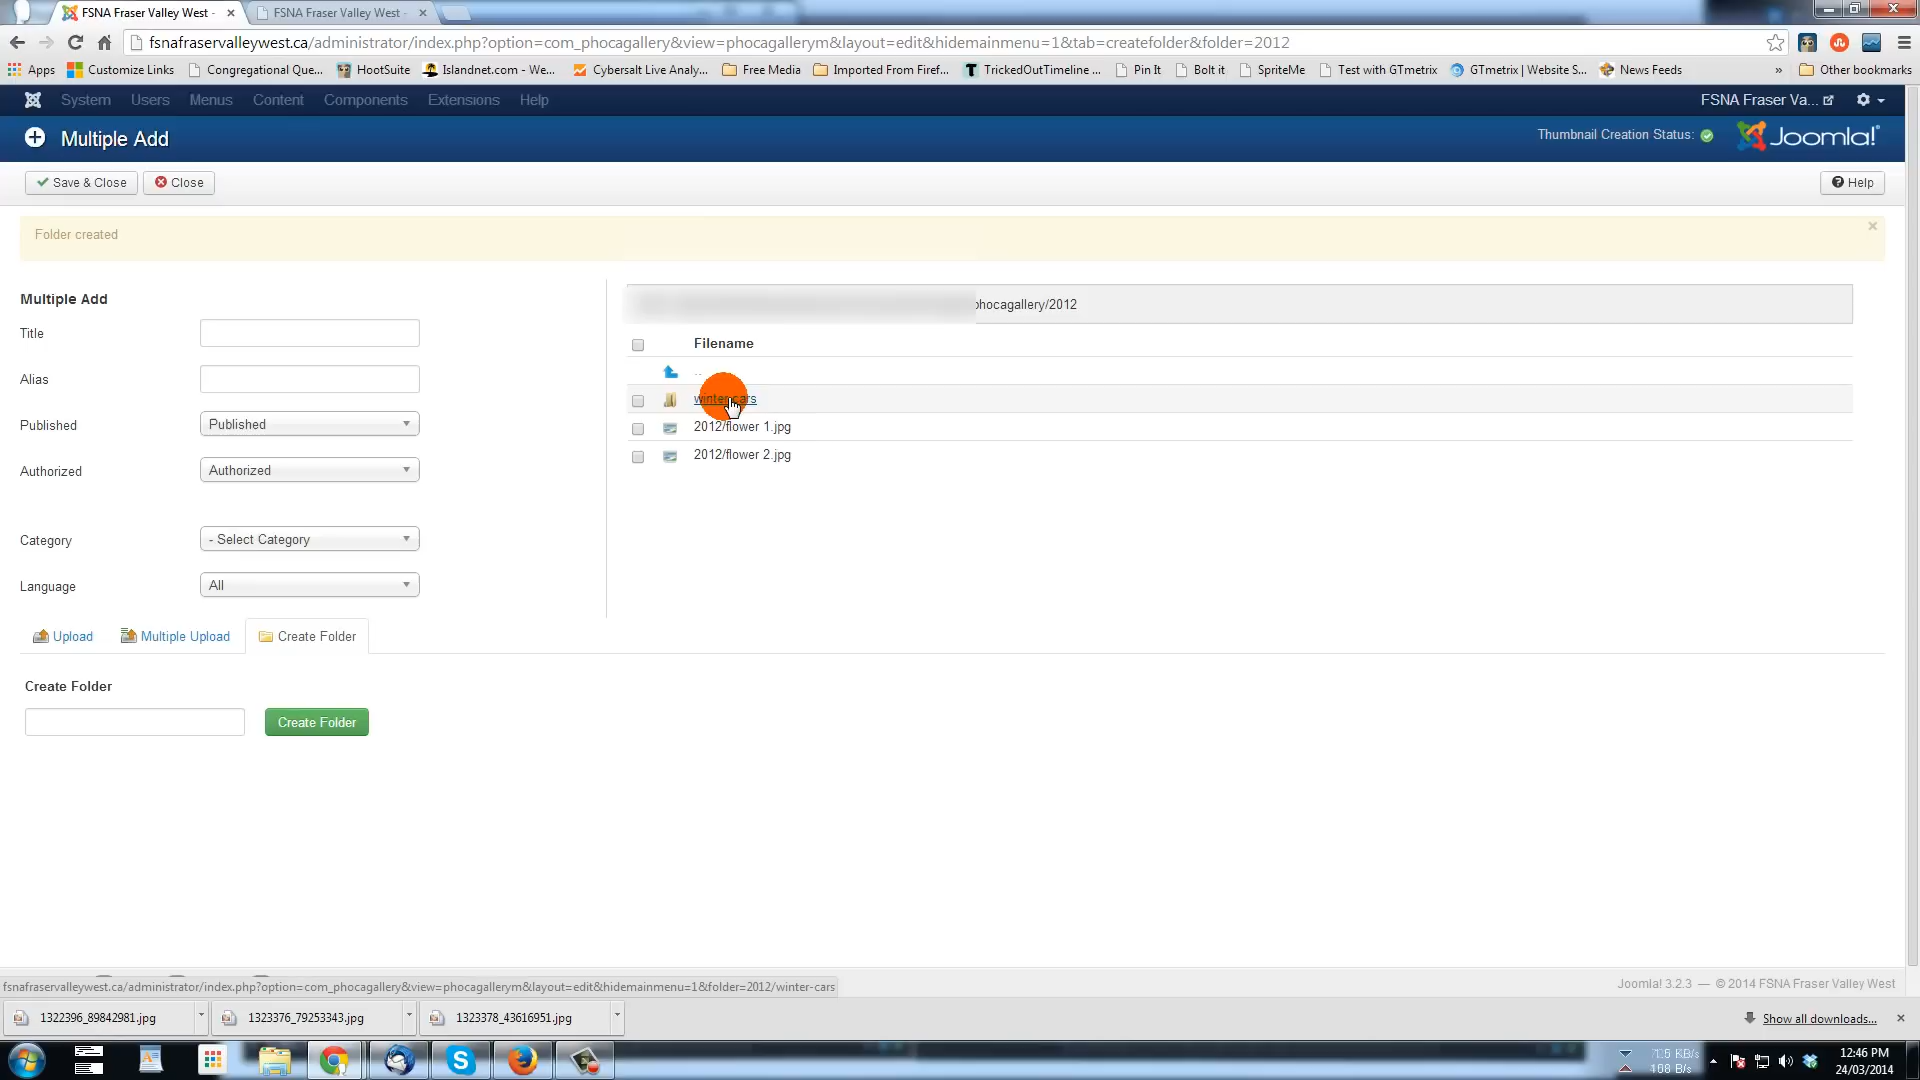 FSNA Fraser Valley West -
FSNA Fraser Valley West -
fsnafraservalleywest.ca/administrator/index.php?option=com_phocagallery&view=phocagallerym&layout=edit&hidemainmenu=1&tab=createfolder&folder=2012
Apps Customize Links Congregational Que... HootSuite Islandnet.com - We... Cybersalt Live Analy... Free Media Imported From Firef... TrickedOutTimeline ... Pin It Bolt it SpriteMe Test with GTmetrix GTmetrix | Website S... News Feeds » Other bookmarks
System Users Menus Content Components Extensions Help FSNA Fraser Va...
Multiple Add Thumbnail Creation Status: Joomla!
Save & Close Close Help
Folder created ×
Multiple Add
phocagallery/2012
Title
Filename
..
Alias
winter-cars
Published Published
2012/flower 1.jpg
2012/flower 2.jpg
Authorized Authorized
Category - Select Category
Language All
Upload Multiple Upload Create Folder
Create Folder
Create Folder
fsnafraservalleywest.ca/administrator/index.php?option=com_phocagallery&view=phocagallerym&layout=edit&hidemainmenu=1&folder=2012/winter-cars
Joomla! 3.2.3 — © 2014 FSNA Fraser Valley West
1322396_89842981.jpg 1323376_79253343.jpg 1323378_43616951.jpg Show all downloads...
12:46 PM
108 B/s
24/03/2014